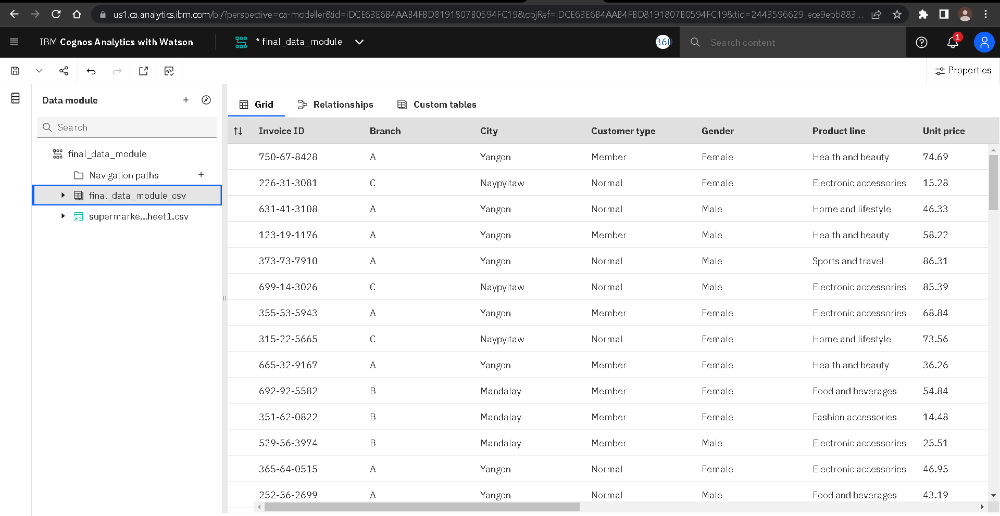 us1.ca.analytics.ibm.com/bi/?perspective=ca-modeller&id=iDCE63E6B4AAB4FBD8191807B0594FC19&objRef=iDCE63E6B4AAB4FBD8191807B0594FC19&tid=2443596629_ece9ebb883...
IBM Cognos Analytics with Watson
* final_data_module
360
Search content
1
Properties
Data module
Search
final_data_module
Navigation paths
final_data_module_csv
supermarke...heet1.csv
Grid Relationships Custom tables
Invoice ID Branch City Customer type Gender Product line Unit price
750-67-8428 A Yangon Member Female Health and beauty 74.69
226-31-3081 C Naypyitaw Normal Female Electronic accessories 15.28
631-41-3108 A Yangon Normal Male Home and lifestyle 46.33
123-19-1176 A Yangon Member Male Health and beauty 58.22
373-73-7910 A Yangon Normal Male Sports and travel 86.31
699-14-3026 C Naypyitaw Normal Male Electronic accessories 85.39
355-53-5943 A Yangon Member Female Electronic accessories 68.84
315-22-5665 C Naypyitaw Normal Female Home and lifestyle 73.56
665-32-9167 A Yangon Member Female Health and beauty 36.26
692-92-5582 B Mandalay Member Female Food and beverages 54.84
351-62-0822 B Mandalay Member Female Fashion accessories 14.48
529-56-3974 B Mandalay Member Male Electronic accessories 25.51
365-64-0515 A Yangon Normal Female Electronic accessories 46.95
252-56-2699 A Yangon Normal Male Food and beverages 43.19